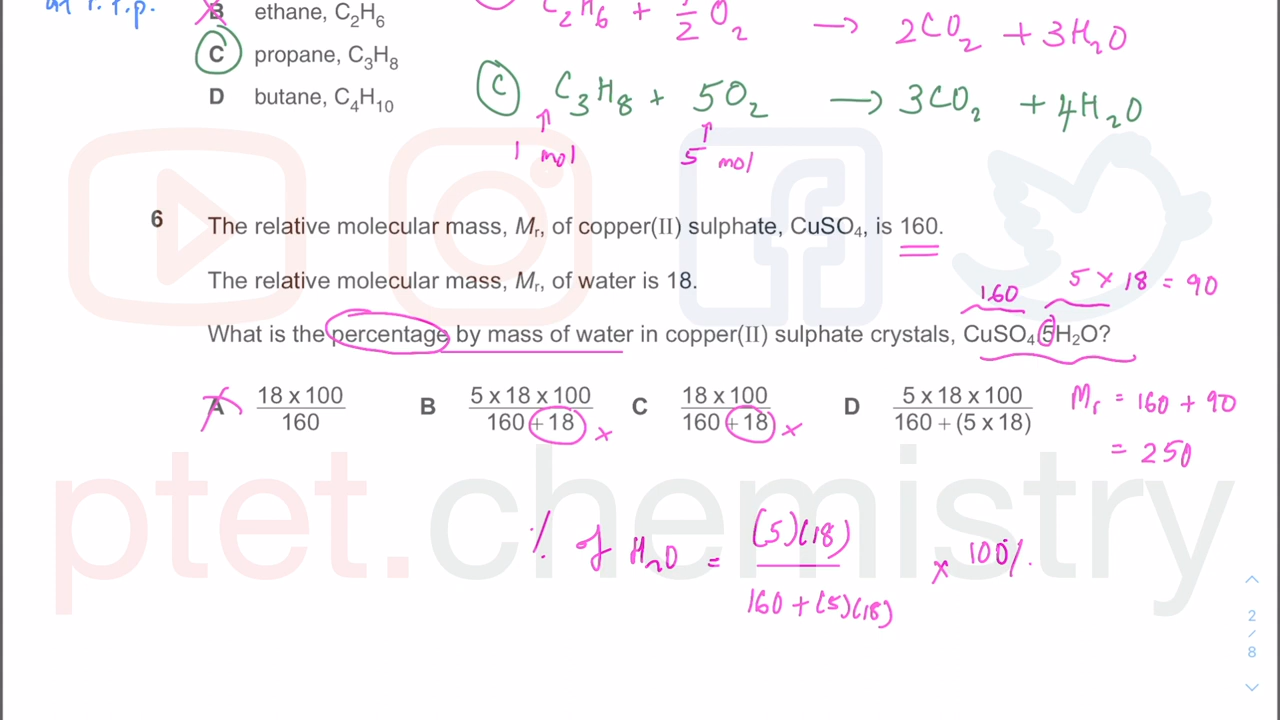 at r.t.p.
B ethane, C₂H₆
C₂H₆ + 7/2 O₂ → 2CO₂ + 3H₂O
C propane, C₃H₈
C C₃H₈ + 5O₂ → 3CO₂ + 4H₂O
D butane, C₄H₁₀
↑ ↑
1 mol 5 mol
6 The relative molecular mass, Mr, of copper(II) sulphate, CuSO₄, is 160.
The relative molecular mass, Mr, of water is 18.
160 5 × 18 = 90
What is the percentage by mass of water in copper(II) sulphate crystals, CuSO₄5H₂O?
A 18 x 100 / 160 B 5 x 18 x 100 / 160 + 18 x C 18 x 100 / 160 + 18 x D 5 x 18 x 100 / 160 + (5 x 18)
Mr = 160 + 90
= 250
ptet.chemistry
% of H₂O = (5)(18) / 160 + (5)(18) × 100%.
2
/
8